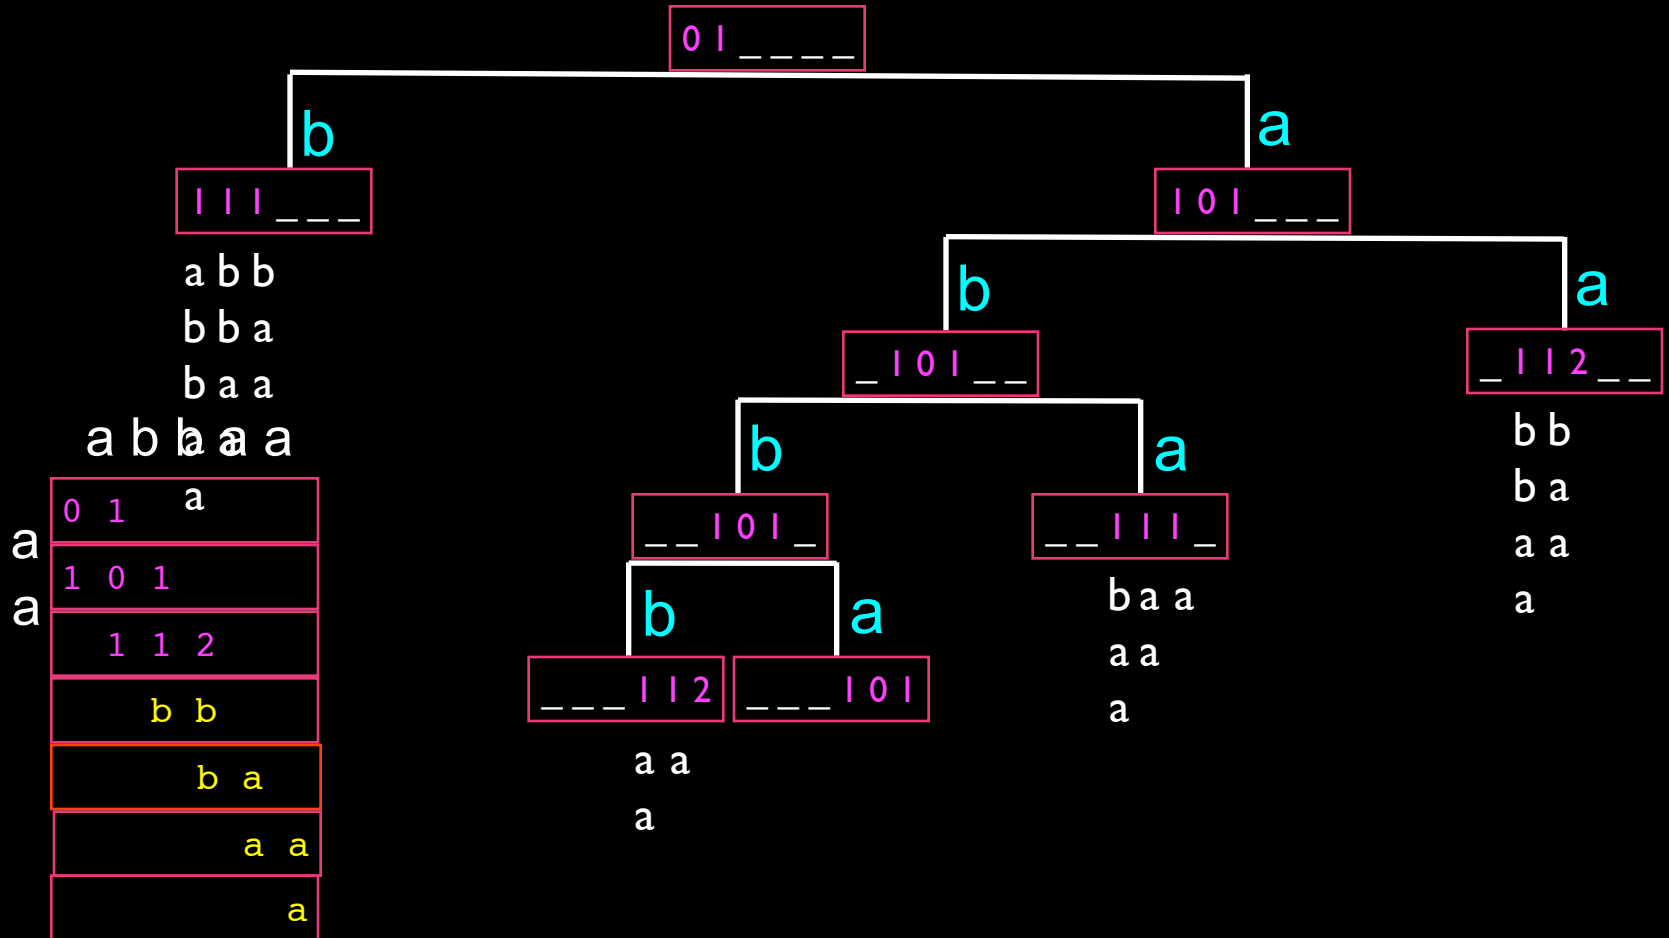 0 1 _ _ _ _
b
a
1 1 1 _ _ _
1 0 1 _ _ _
a b b
b b a
b a a
a a
a
b
a
_ 1 0 1 _ _
_ 1 1 2 _ _
b b
b a
a a
a
b
a
_ _ 1 0 1 _
_ _ 1 1 1 _
b a a
a a
a
b
a
_ _ _ 1 1 2
_ _ _ 1 0 1
a a
a
a b b a a
0 1
a
1 0 1
a
1 1 2
b b
b a
a a
a